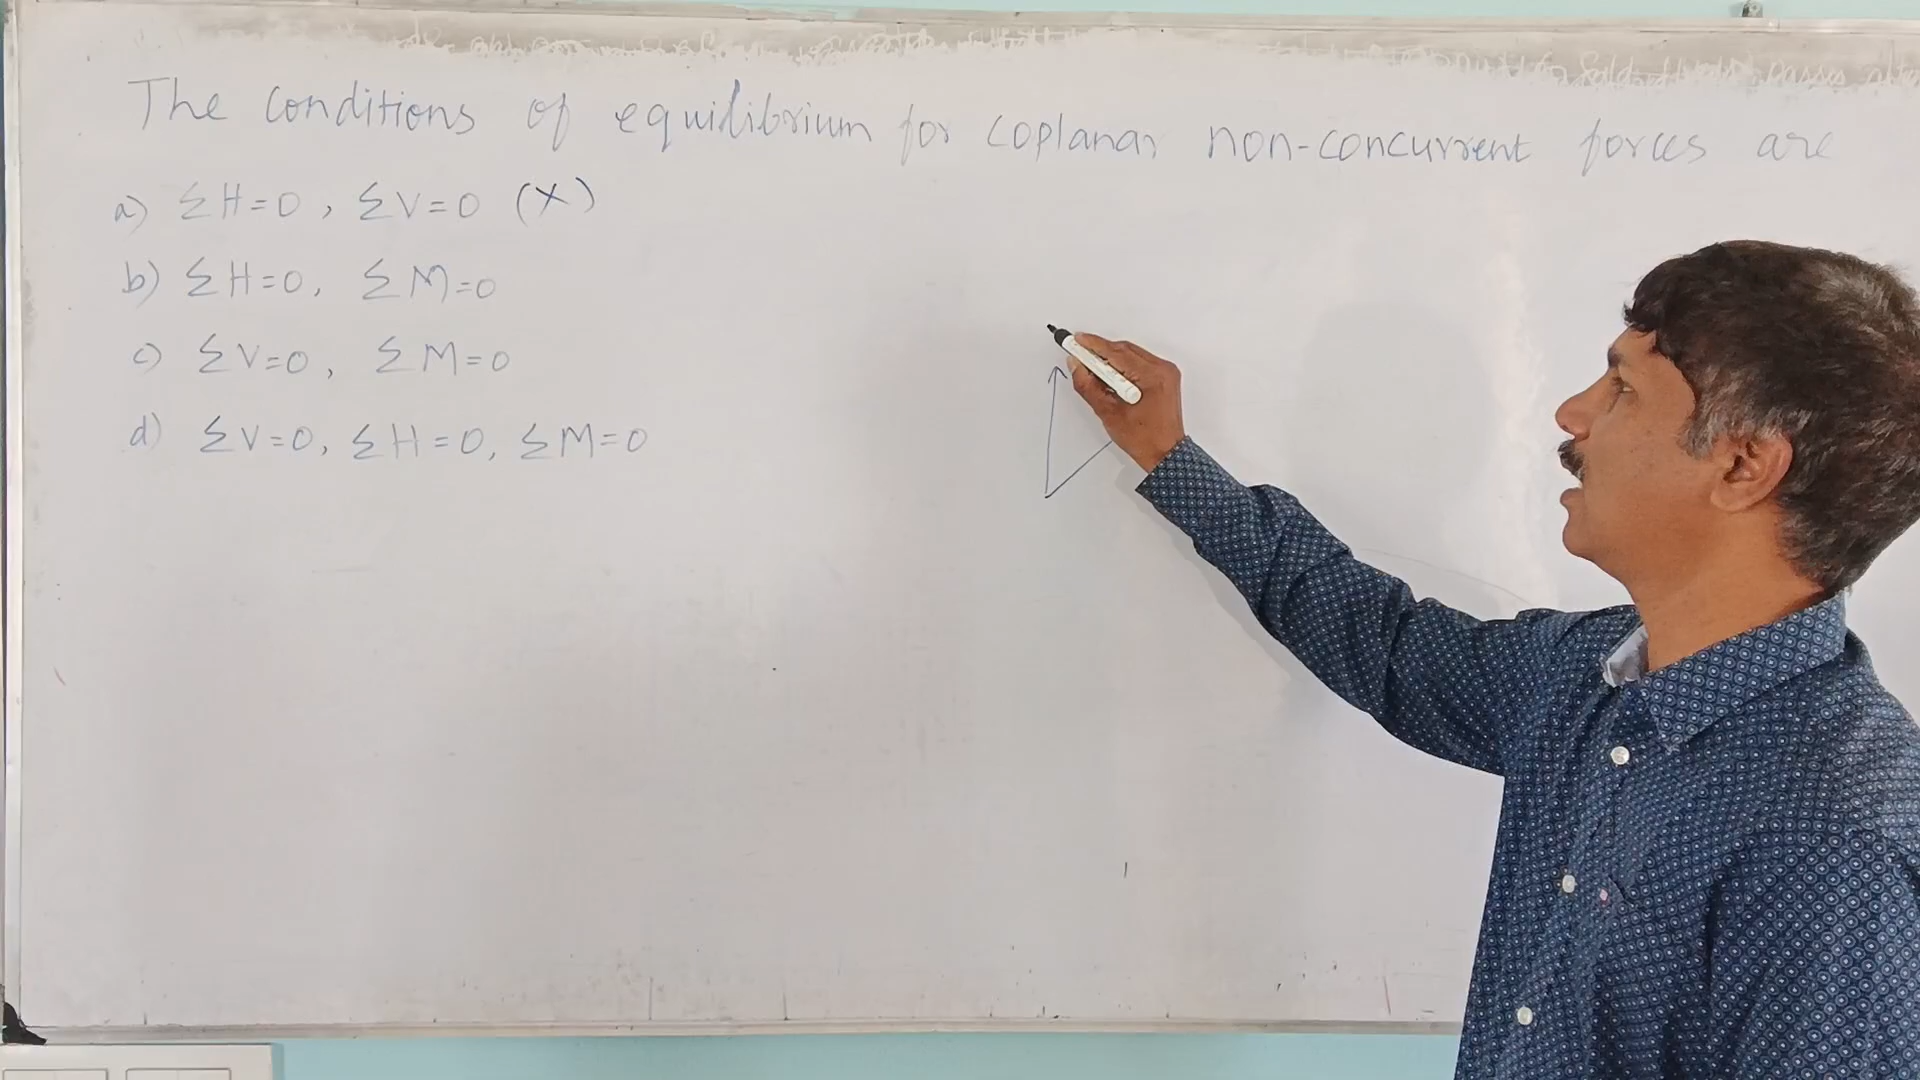 The conditions of equilibrium for coplanar non-concurrent forces are
a) ΣH=0, ΣV=0 (X)
b) ΣH=0, ΣM=0
c) ΣV=0, ΣM=0
d) ΣV=0, ΣH=0, ΣM=0